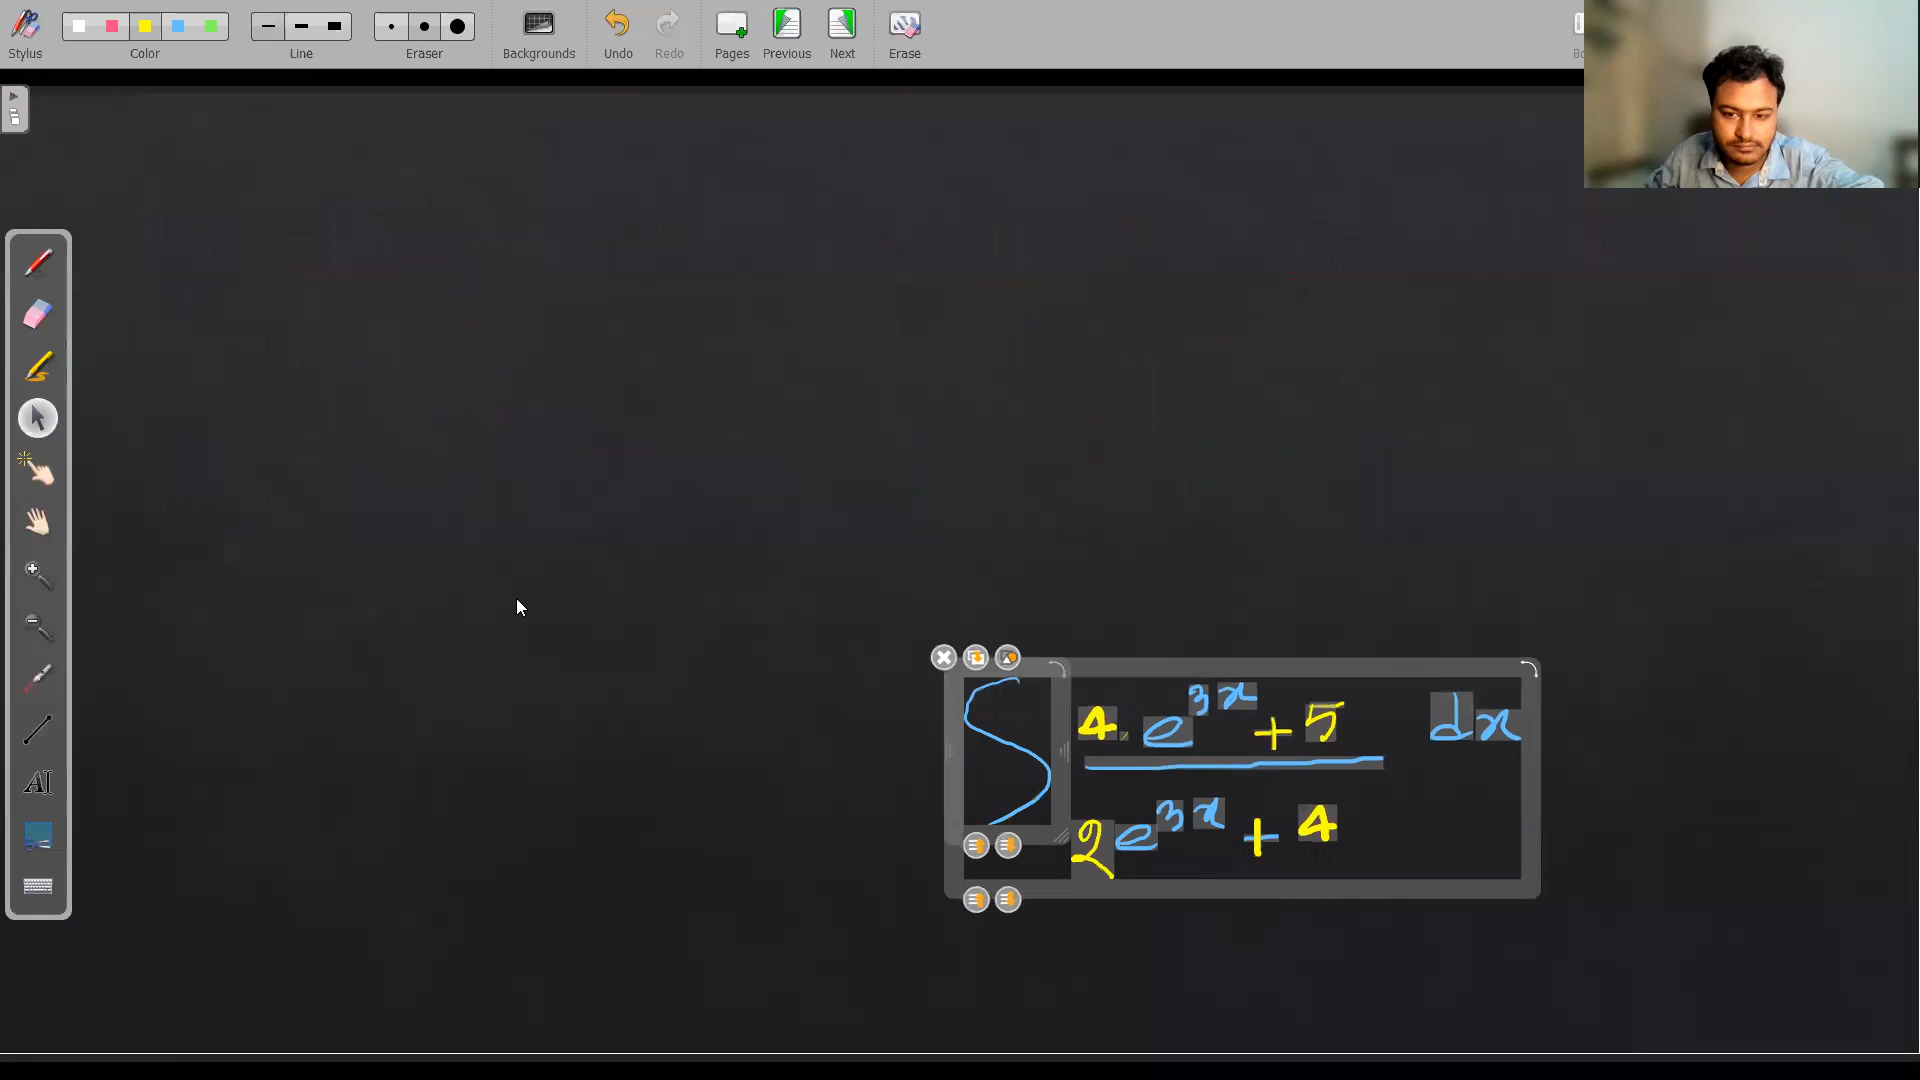 Stylus Color Line Eraser Backgrounds Undo Redo Pages Previous Next Erase
∫ 4. e^{3x} + 5 dx
2e^{3x} + 4